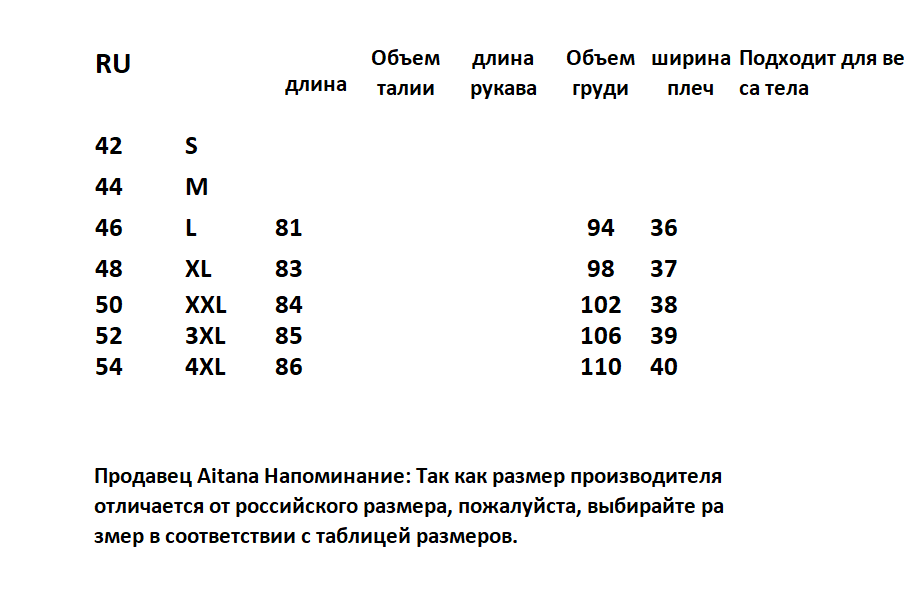 RU длина Объем талии длина рукава Объем груди ширина плеч Подходит для ве са тела
42 S
44 M
46 L 81 94 36
48 XL 83 98 37
50 XXL 84 102 38
52 3XL 85 106 39
54 4XL 86 110 40
Продавец Aitana Напоминание: Так как размер производителя
отличается от российского размера, пожалуйста, выбирайте ра
змер в соответствии с таблицей размеров.